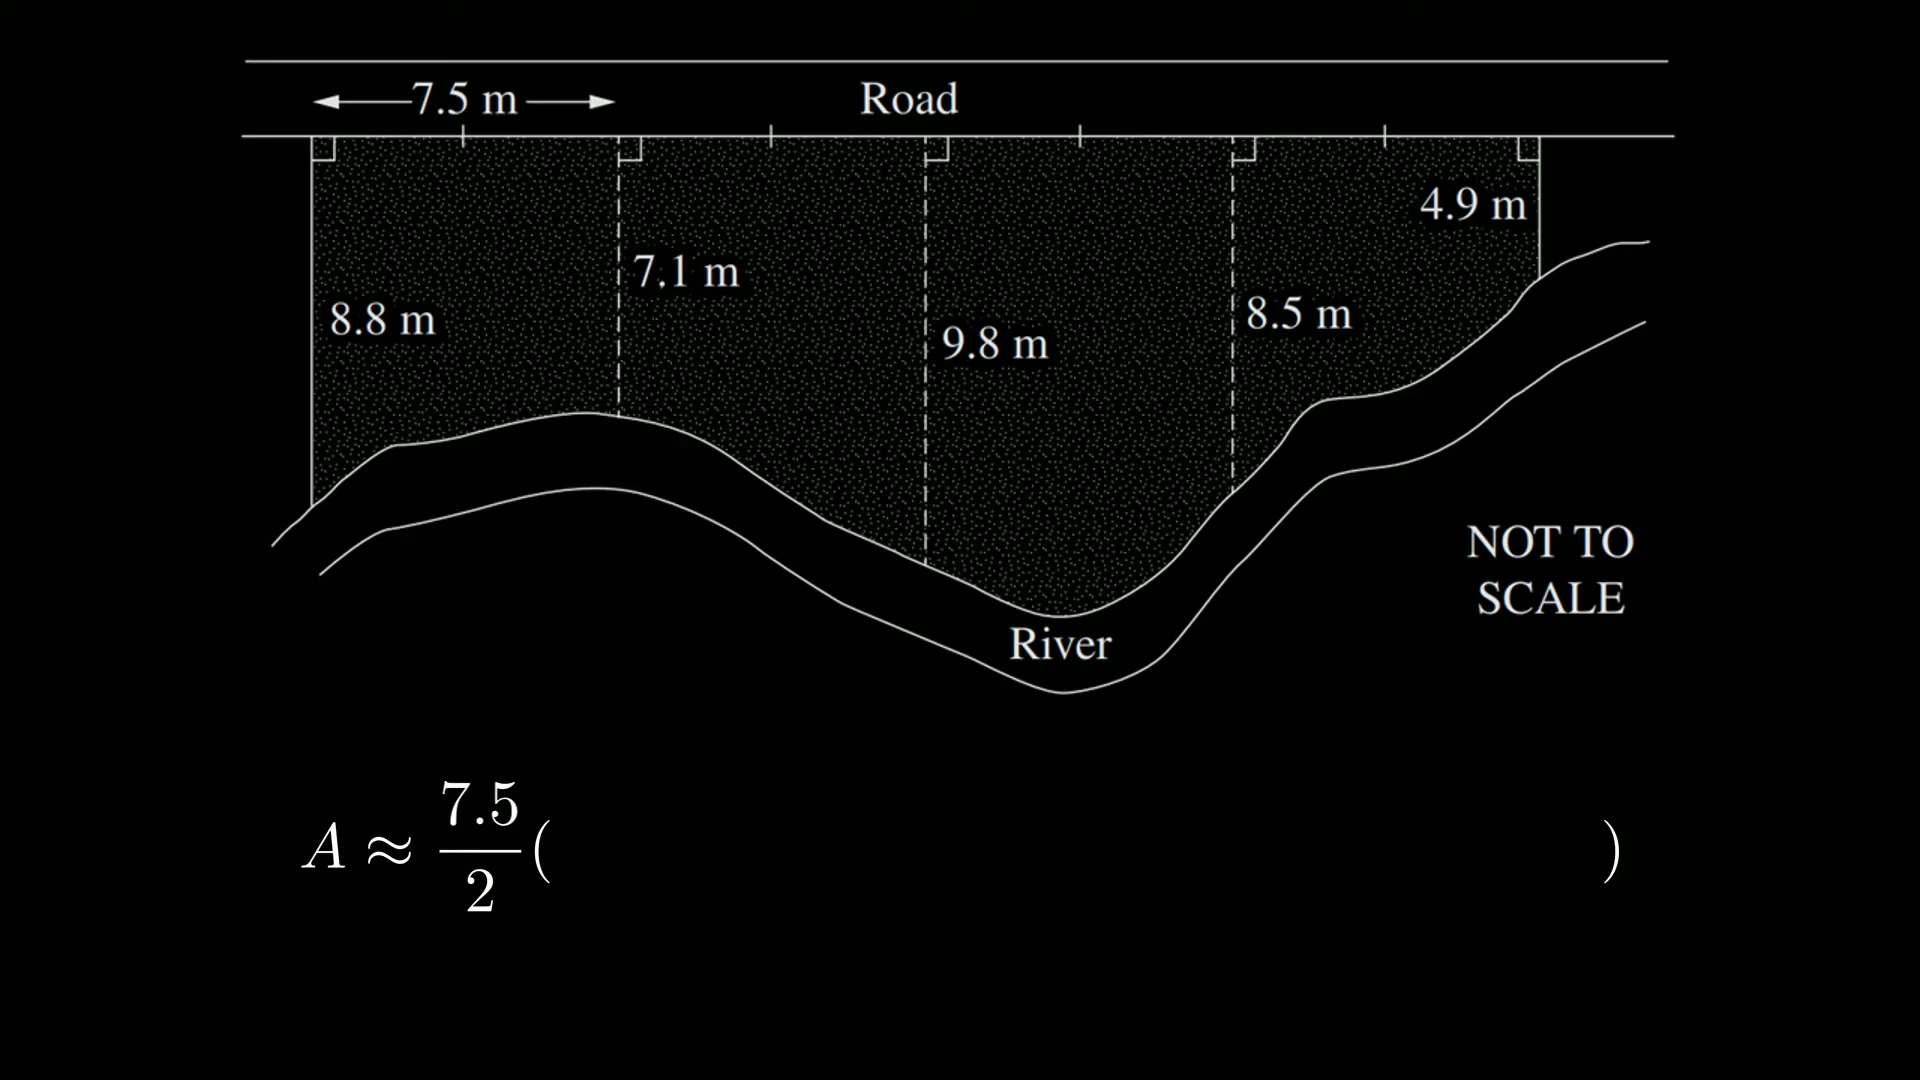 7.5 m
Road
4.9 m
7.1 m
8.8 m
8.5 m
9.8 m
NOT TO
SCALE
River
A ≈ \frac{7.5}{2}( )